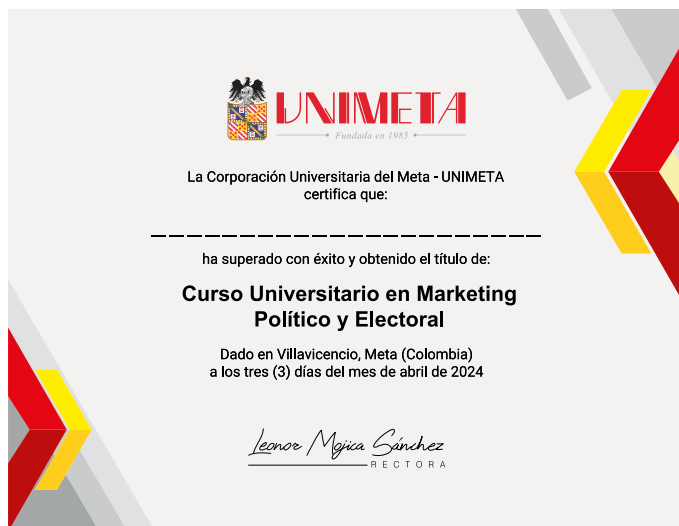 UNIMETA
Fundada en 1985
La Corporación Universitaria del Meta - UNIMETA
certifica que:
ha superado con éxito y obtenido el título de:
Curso Universitario en Marketing
Político y Electoral
Dado en Villavicencio, Meta (Colombia)
a los tres (3) días del mes de abril de 2024
Leonor Mojica Sánchez
RECTORA